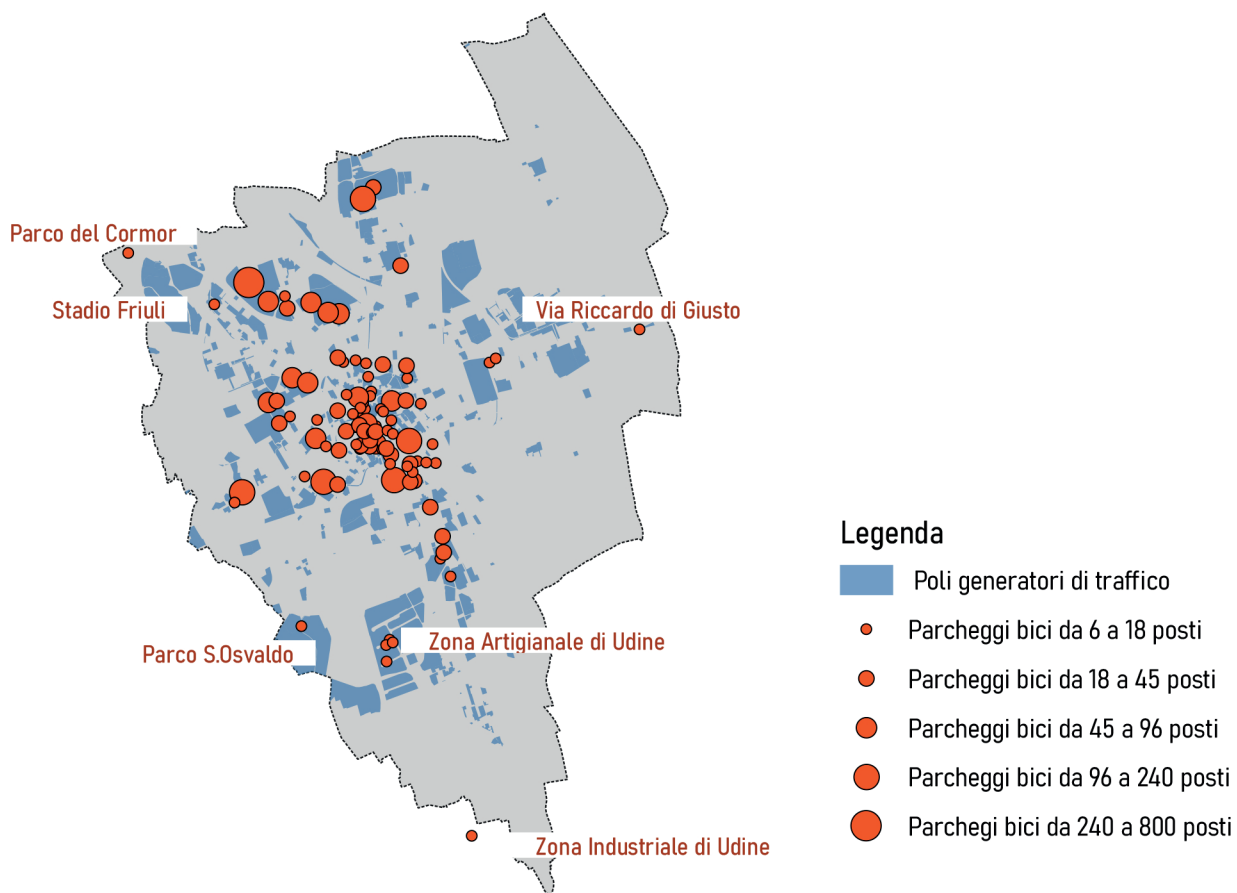 Parco del Cormor
Stadio Friuli
Via Riccardo di Giusto
Parco S.Osvaldo
Zona Artigianale di Udine
Zona Industriale di Udine
Legenda
Poli generatori di traffico
Parcheggi bici da 6 a 18 posti
Parcheggi bici da 18 a 45 posti
Parcheggi bici da 45 a 96 posti
Parcheggi bici da 96 a 240 posti
Parchegi bici da 240 a 800 posti